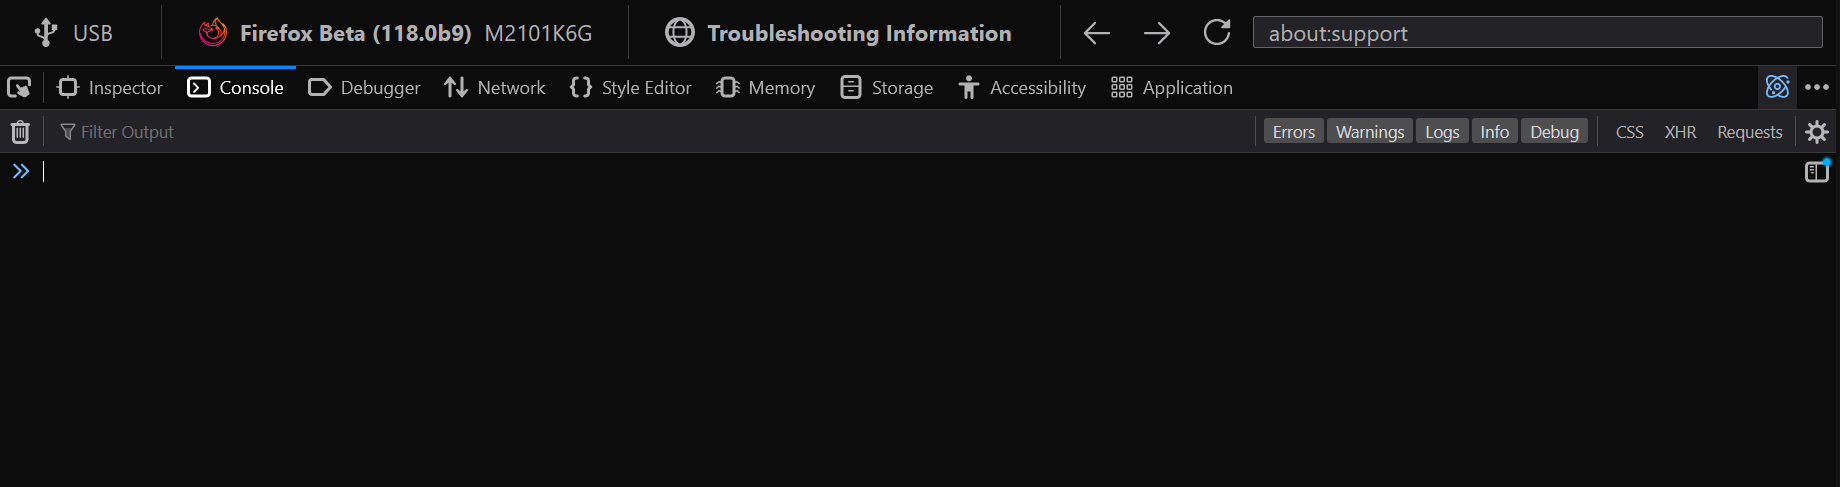 USB Firefox Beta (118.0b9) M2101K6G Troubleshooting Information about:support
Inspector Console Debugger Network Style Editor Memory Storage Accessibility Application
Filter Output Errors Warnings Logs Info Debug CSS XHR Requests